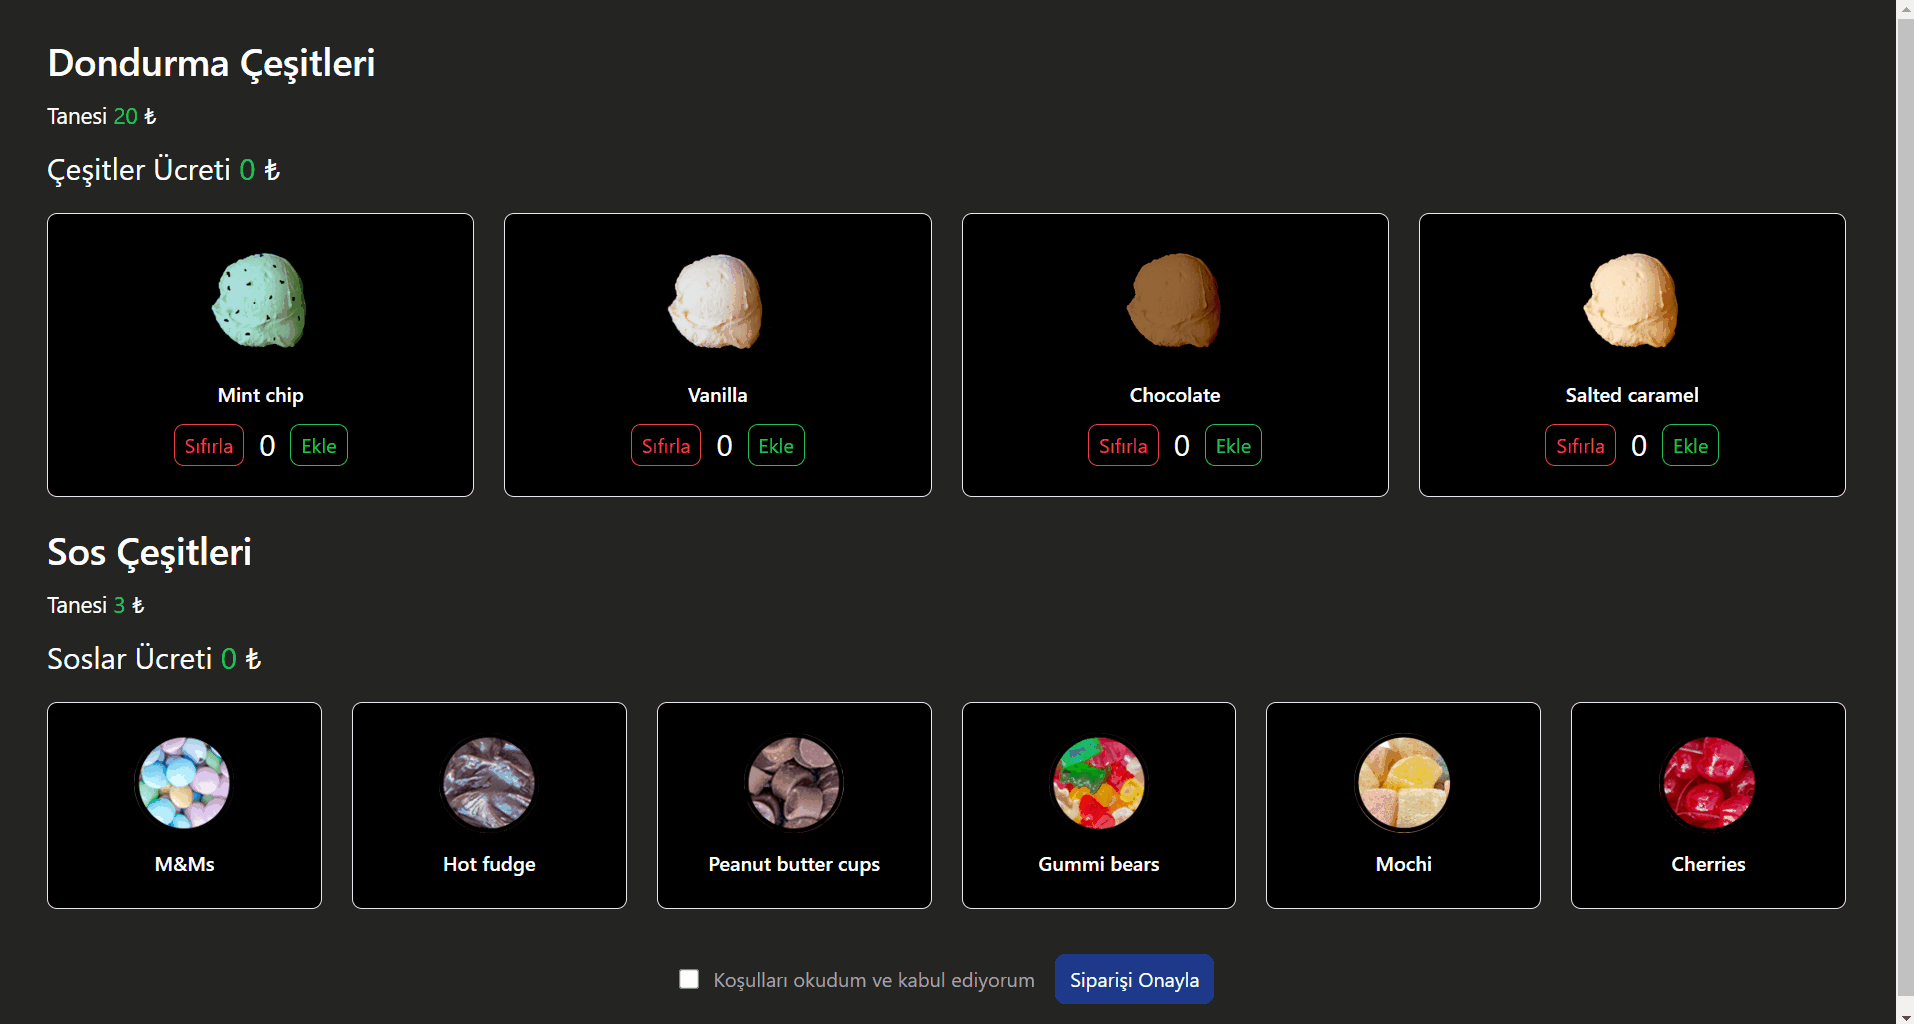 Dondurma Çeşitleri
Tanesi 20 ₺
Çeşitler Ücreti 0 ₺
Mint chip
Sıfırla 0 Ekle
Vanilla
Sıfırla 0 Ekle
Chocolate
Sıfırla 0 Ekle
Salted caramel
Sıfırla 0 Ekle
Sos Çeşitleri
Tanesi 3 ₺
Soslar Ücreti 0 ₺
M&Ms
Hot fudge
Peanut butter cups
Gummi bears
Mochi
Cherries
Koşulları okudum ve kabul ediyorum
Siparişi Onayla